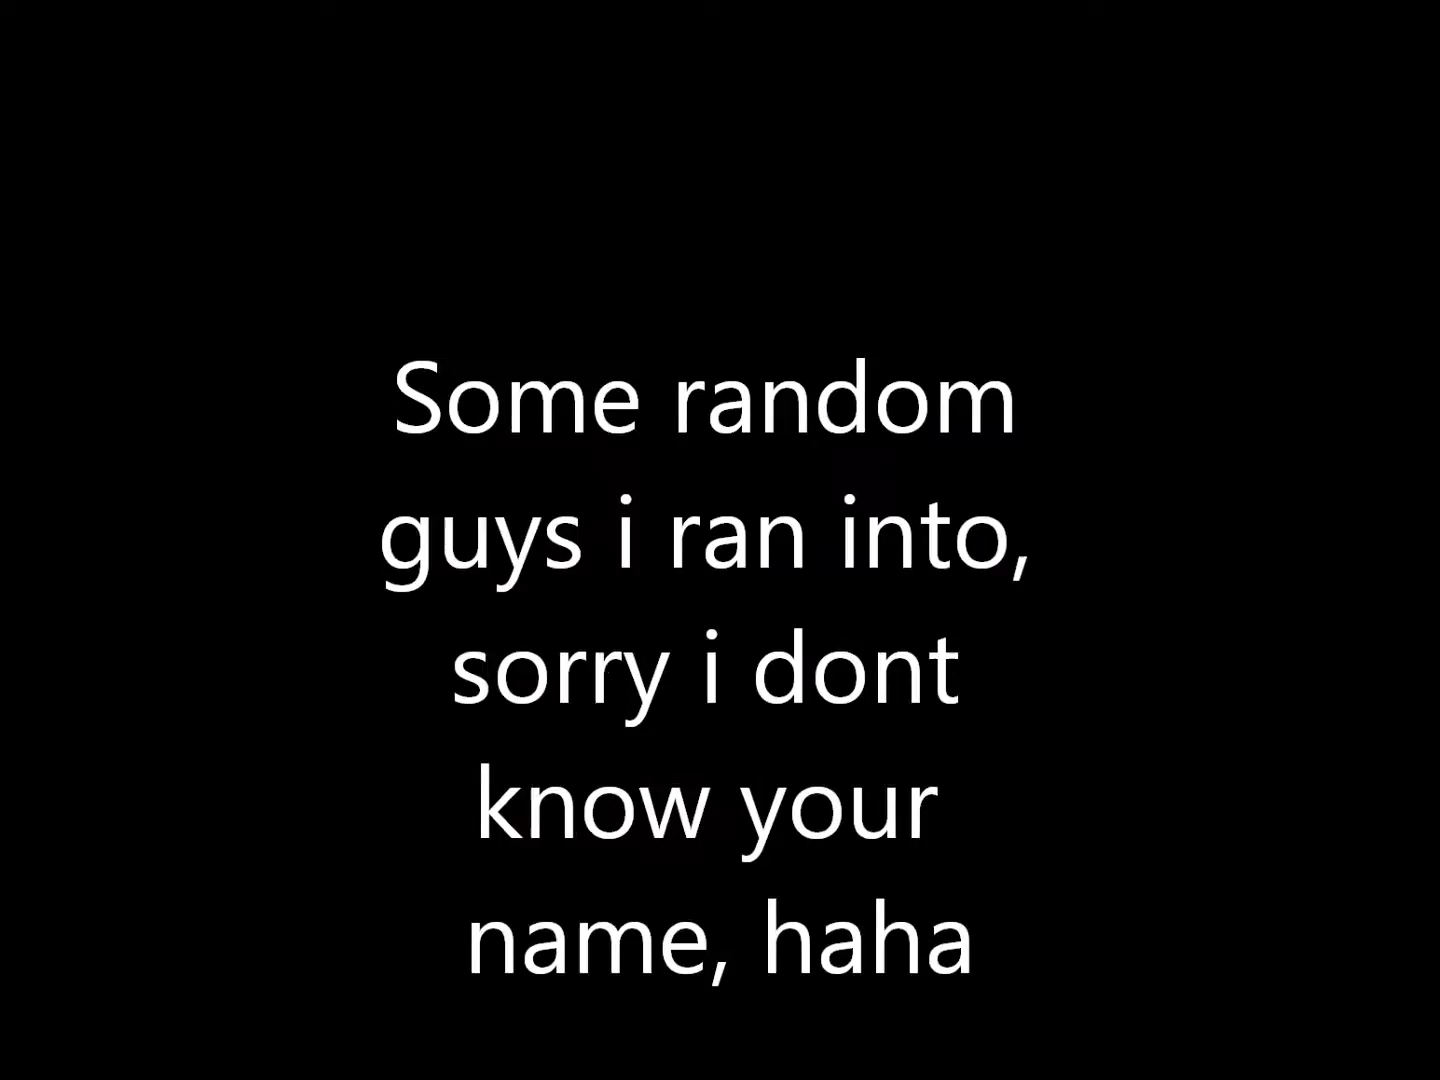 Some random
guys i ran into,
sorry i dont
know your
name, haha